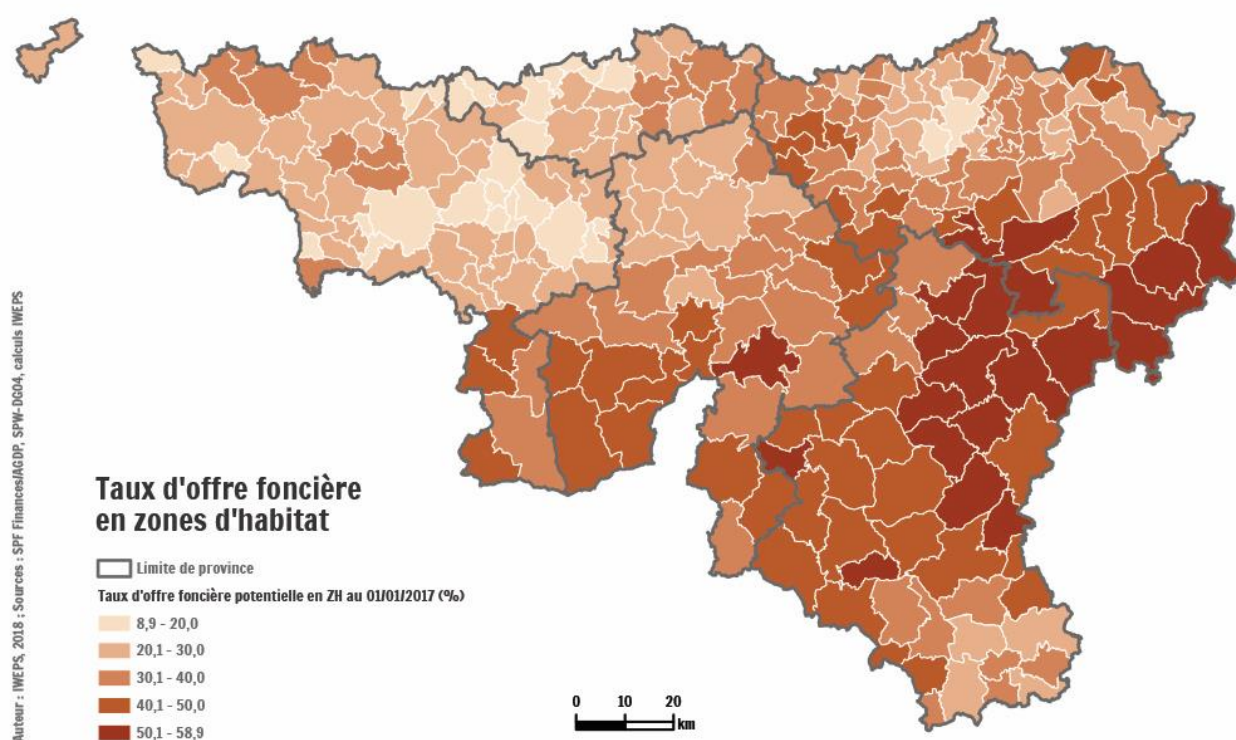 Taux d'offre foncière
en zones d'habitat
Limite de province
Taux d'offre foncière potentielle en ZH au 01/01/2017 (%)
8,9 - 20,0
20,1 - 30,0
30,1 - 40,0
40,1 - 50,0
50,1 - 58,9
0 10 20
km
Auteur : IWEPS, 2018 ; Sources : SPF Finances/AGDP, SPW-DGO4, calculs IWEPS